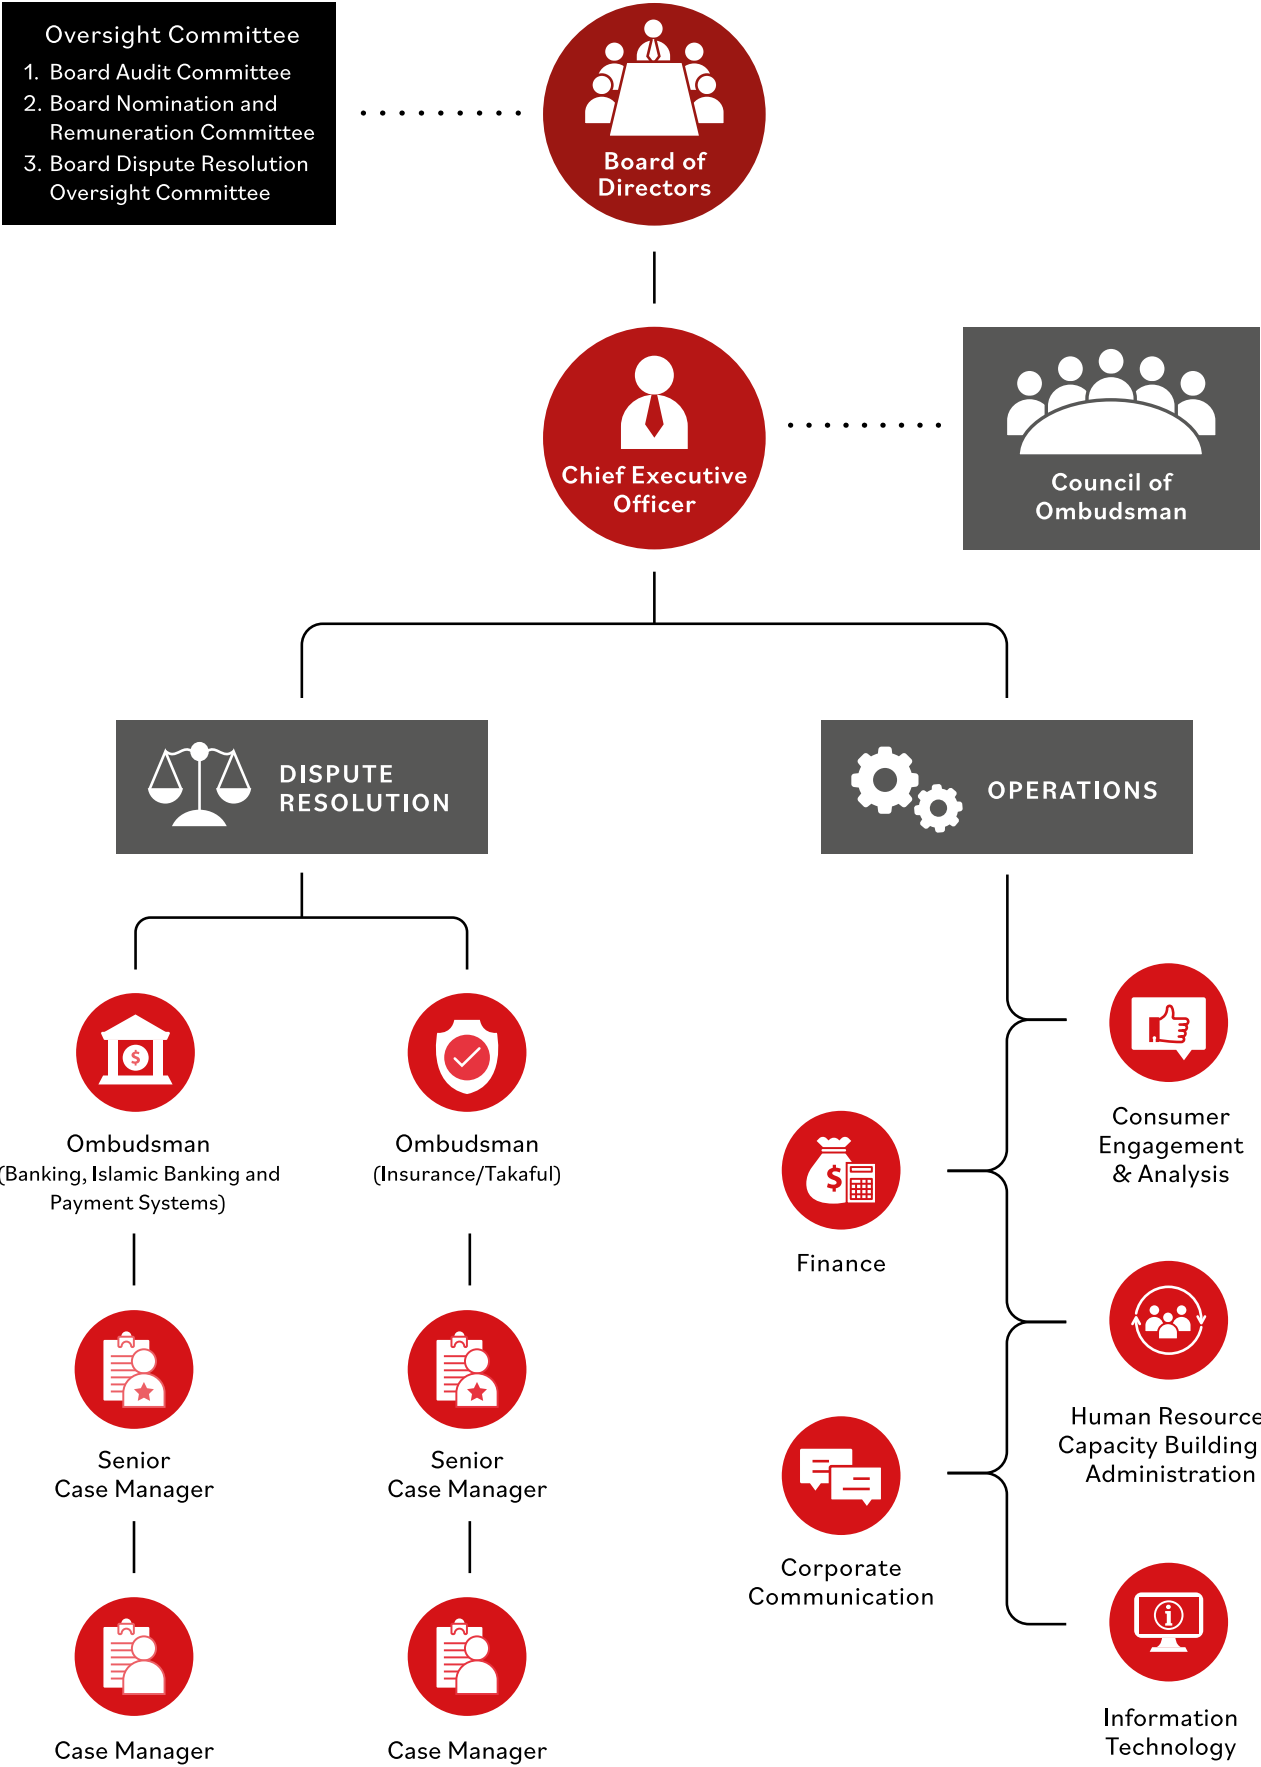 Oversight Committee
1. Board Audit Committee
2. Board Nomination and
Remuneration Committee
3. Board Dispute Resolution
Oversight Committee
Board of
Directors
Chief Executive
Officer
Council of
Ombudsman
DISPUTE
RESOLUTION
OPERATIONS
Ombudsman
(Banking, Islamic Banking and
Payment Systems)
Ombudsman
(Insurance/Takaful)
Senior
Case Manager
Senior
Case Manager
Case Manager
Case Manager
Consumer
Engagement
& Analysis
$
Finance
Human Resource
Capacity Building
Administration
Corporate
Communication
i
Information
Technology
$